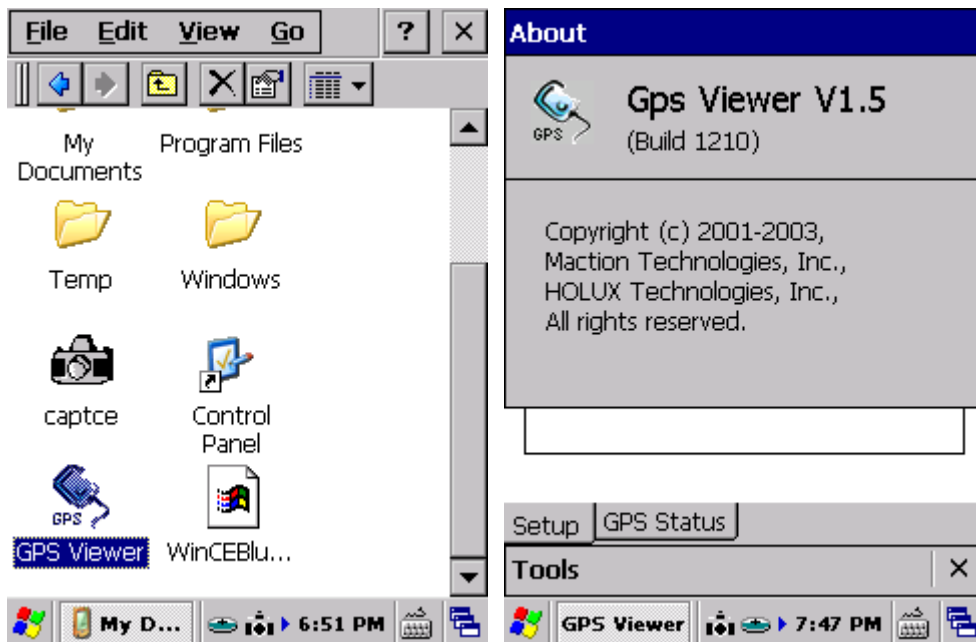 File Edit View Go ? ×
My Documents
Program Files
Temp
Windows
captce
Control Panel
GPS
GPS Viewer
WinCEBlu...
My D... 6:51 PM
About
GPS
Gps Viewer V1.5
(Build 1210)
Copyright (c) 2001-2003,
Maction Technologies, Inc.,
HOLUX Technologies, Inc.,
All rights reserved.
Setup GPS Status
Tools ×
GPS Viewer 7:47 PM